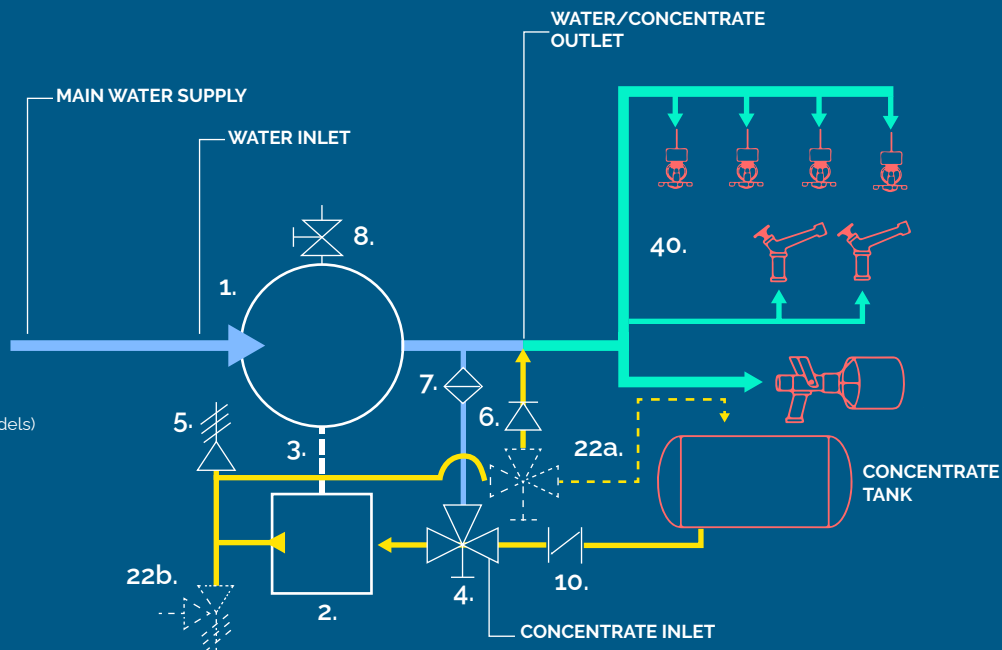 WATER/CONCENTRATE
OUTLET
MAIN WATER SUPPLY
WATER INLET
8.
40.
1.
7.
5.
6.
dels)
3.
22a.
CONCENTRATE
TANK
22b.
2.
4.
10.
CONCENTRATE INLET